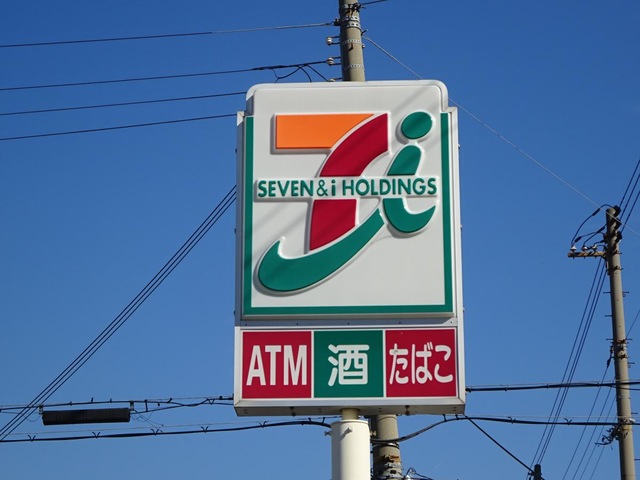 SEVEN&i HOLDINGS
ATM 酒 たばこ